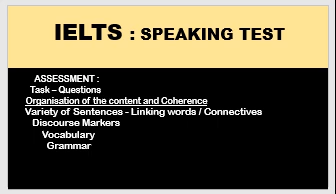 IELTS : SPEAKING TEST
ASSESSMENT :
Task – Questions
Organisation of the content and Coherence
Variety of Sentences - Linking words / Connectives
Discourse Markers
Vocabulary
Grammar